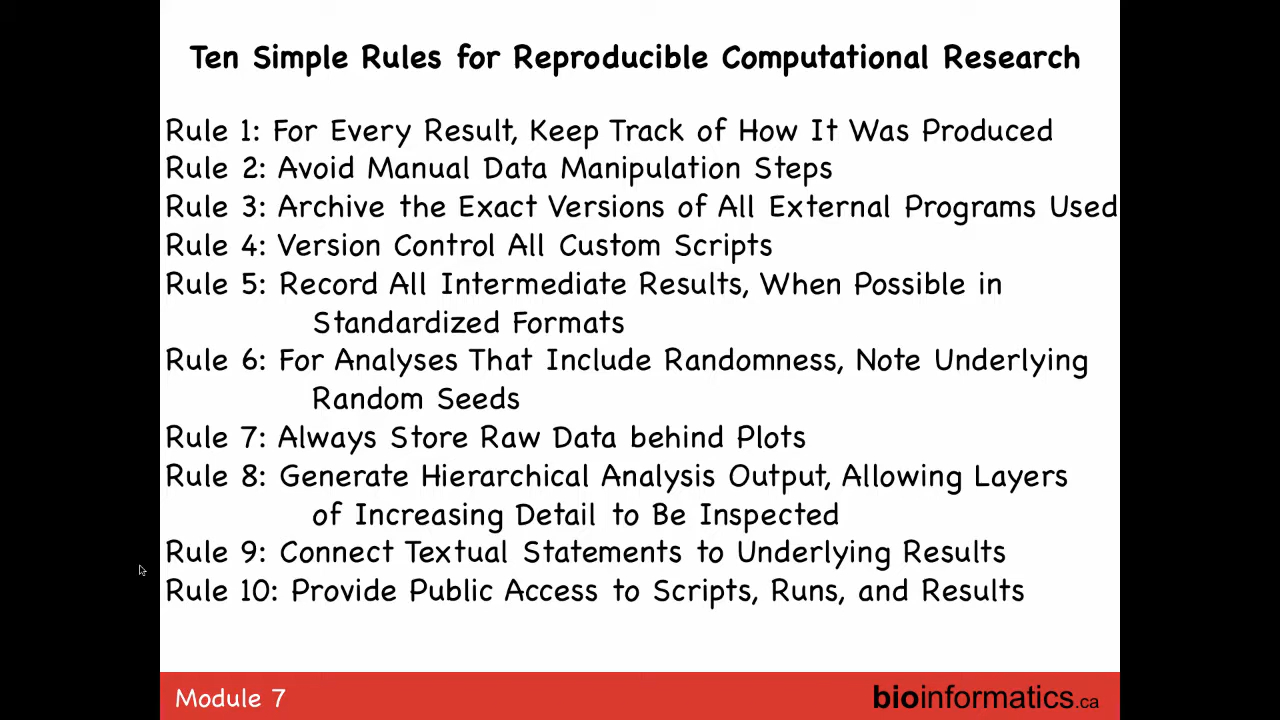 Ten Simple Rules for Reproducible Computational Research
Rule 1: For Every Result, Keep Track of How It Was Produced
Rule 2: Avoid Manual Data Manipulation Steps
Rule 3: Archive the Exact Versions of All External Programs Used
Rule 4: Version Control All Custom Scripts
Rule 5: Record All Intermediate Results, When Possible in
Standardized Formats
Rule 6: For Analyses That Include Randomness, Note Underlying
Random Seeds
Rule 7: Always Store Raw Data behind Plots
Rule 8: Generate Hierarchical Analysis Output, Allowing Layers
of Increasing Detail to Be Inspected
Rule 9: Connect Textual Statements to Underlying Results
Rule 10: Provide Public Access to Scripts, Runs, and Results
Module 7
bioinformatics.ca